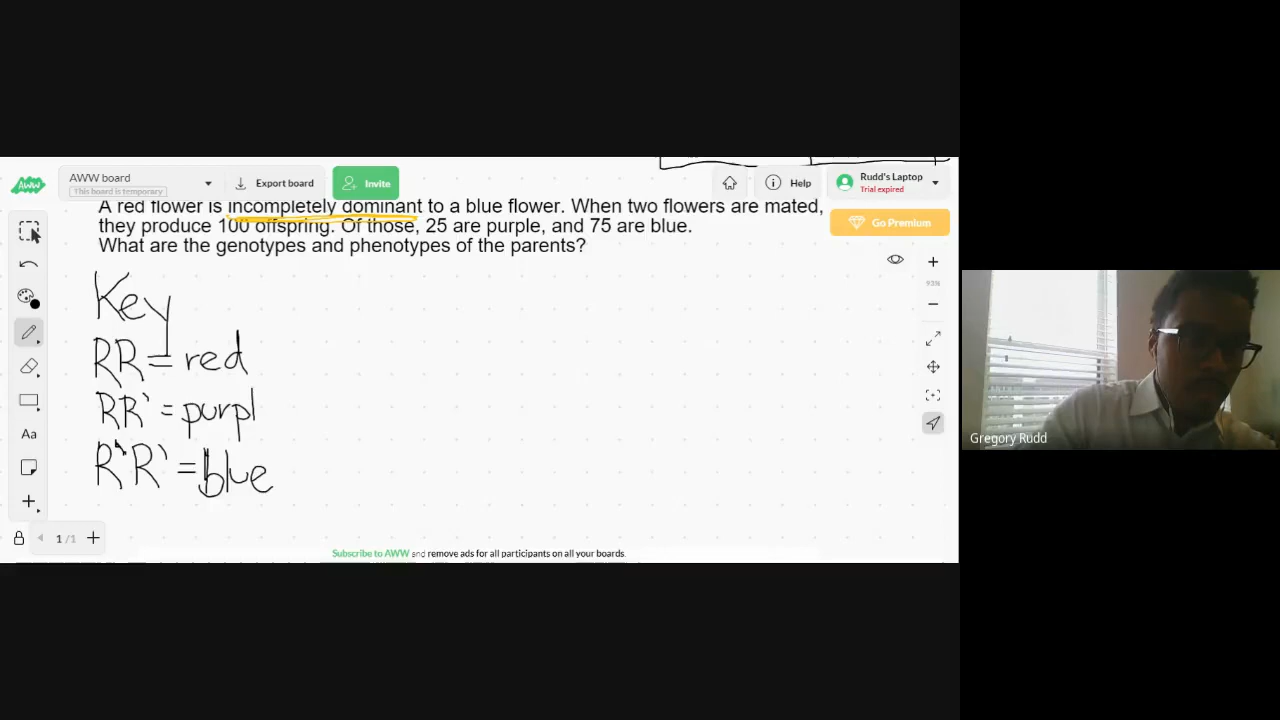 AWW board
This board is temporary
Export board
Invite
Help
Rudd's Laptop
Trial expired
Go Premium
A red flower is incompletely dominant to a blue flower. When two flowers are mated,
they produce 100 offspring. Of those, 25 are purple, and 75 are blue.
What are the genotypes and phenotypes of the parents?
93%
Key
RR = red
RR` = purpl
R`R` = blue
Aa
1 / 1
Subscribe to AWW and remove ads for all participants on all your boards.
Gregory Rudd
AWW